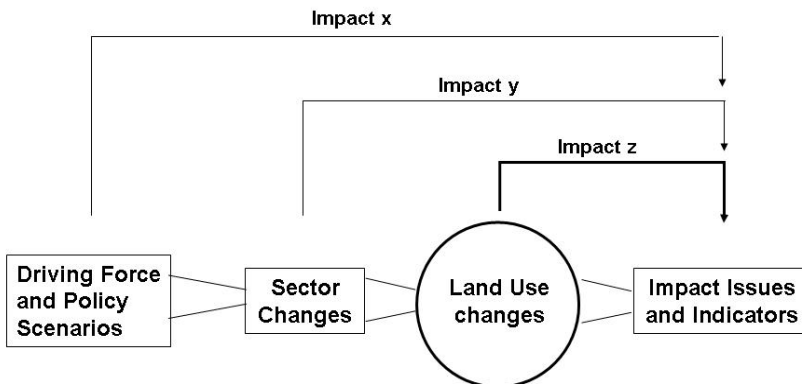 Impact x
Impact y
Impact z
Driving Force
and Policy
Scenarios
Sector
Changes
Land Use
changes
Impact Issues
and Indicators